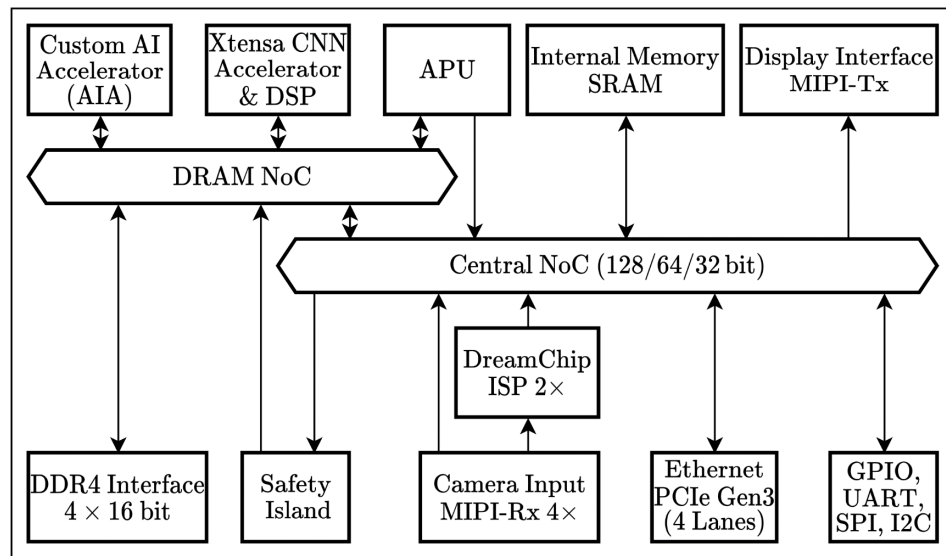 Custom AI
Accelerator
(AIA)
Xtensa CNN
Accelerator
& DSP
APU
Internal Memory
SRAM
Display Interface
MIPI-Tx
DRAM NoC
Central NoC (128/64/32 bit)
DreamChip
ISP 2×
DDR4 Interface
4 × 16 bit
Safety
Island
Camera Input
MIPI-Rx 4×
Ethernet
PCIe Gen3
(4 Lanes)
GPIO,
UART,
SPI, I2C